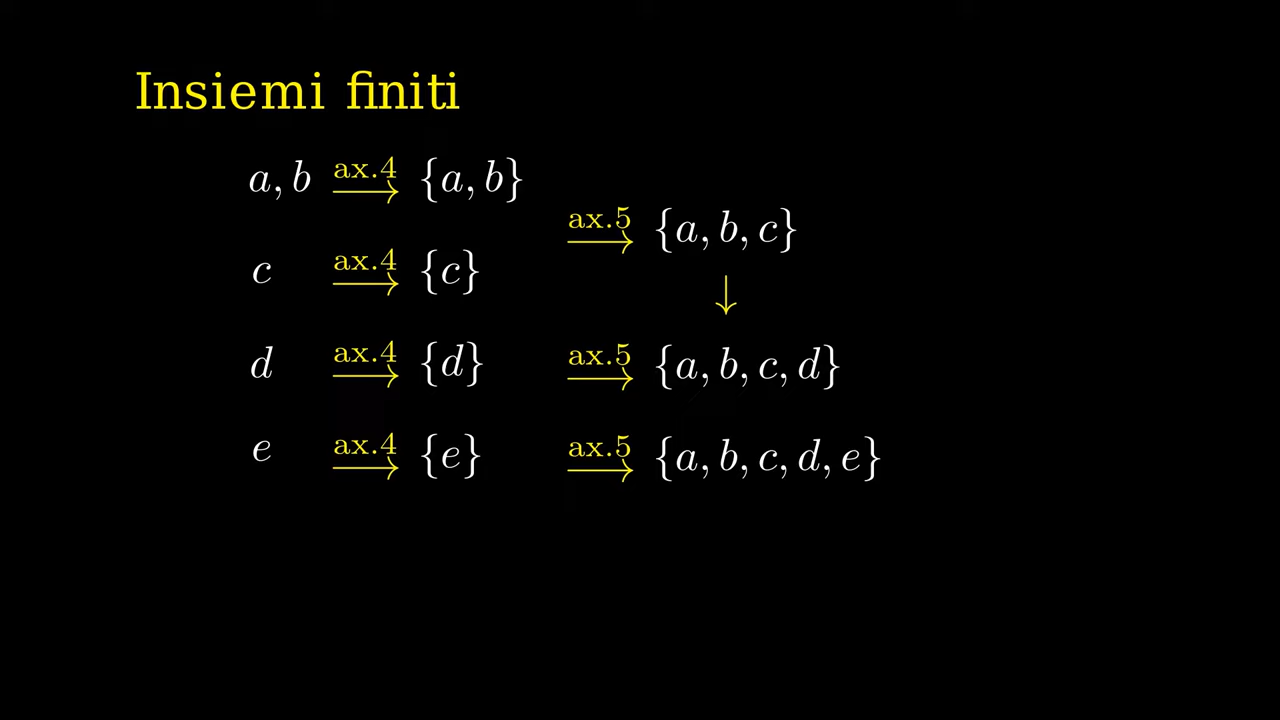 Insiemi finiti
a, b ax.4 → {a, b}
ax.5 → {a, b, c}
c ax.4 → {c}
↓
d ax.4 → {d} ax.5 → {a, b, c, d}
e ax.4 → {e} ax.5 → {a, b, c, d, e}